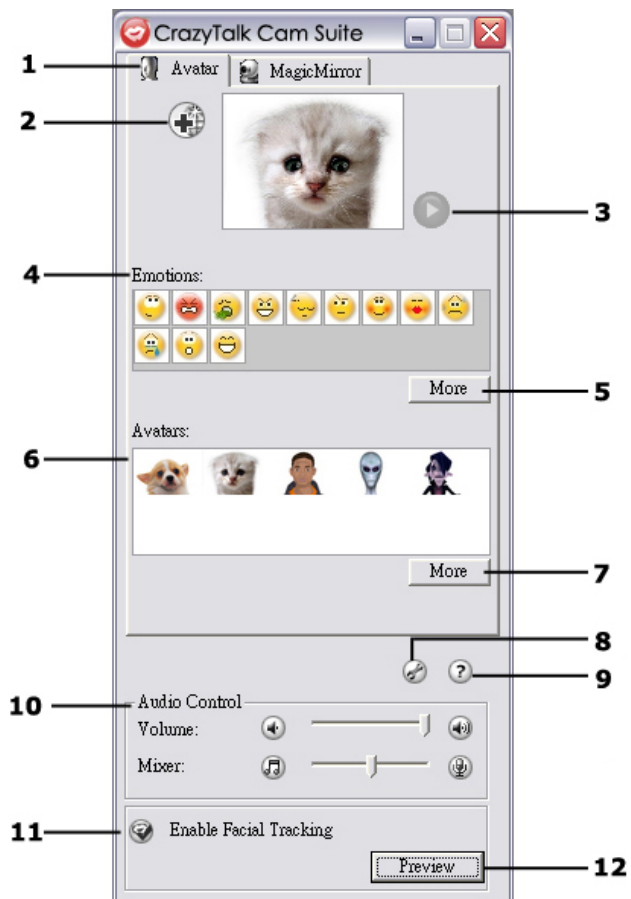 CrazyTalk Cam Suite
1
Avatar
MagicMirror
2
3
4
Emotions:
More
5
Avatars:
6
More
7
8
?
9
10
Audio Control
Volume:
Mixer:
11
Enable Facial Tracking
Preview
12